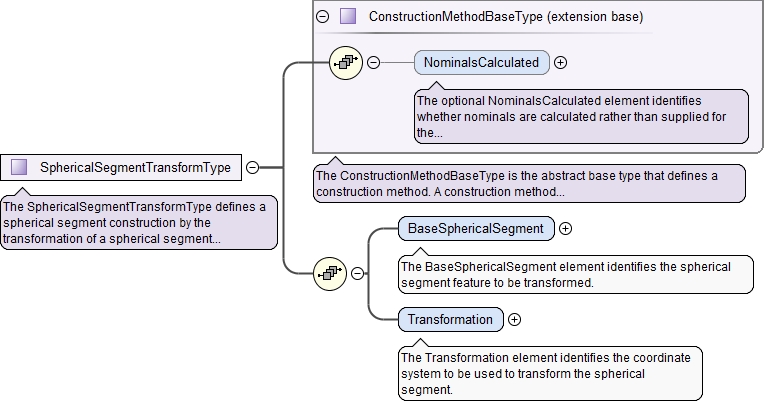 ConstructionMethodBaseType (extension base)
NominalsCalculated
The optional NominalsCalculated element identifies
whether nominals are calculated rather than supplied for
the...
SphericalSegmentTransformType
The SphericalSegmentTransformType defines a
spherical segment construction by the
transformation of a spherical segment...
The ConstructionMethodBaseType is the abstract base type that defines a
construction method. A construction method...
BaseSphericalSegment
The BaseSphericalSegment element identifies the spherical
segment feature to be transformed.
Transformation
The Transformation element identifies the coordinate
system to be used to transform the spherical
segment.